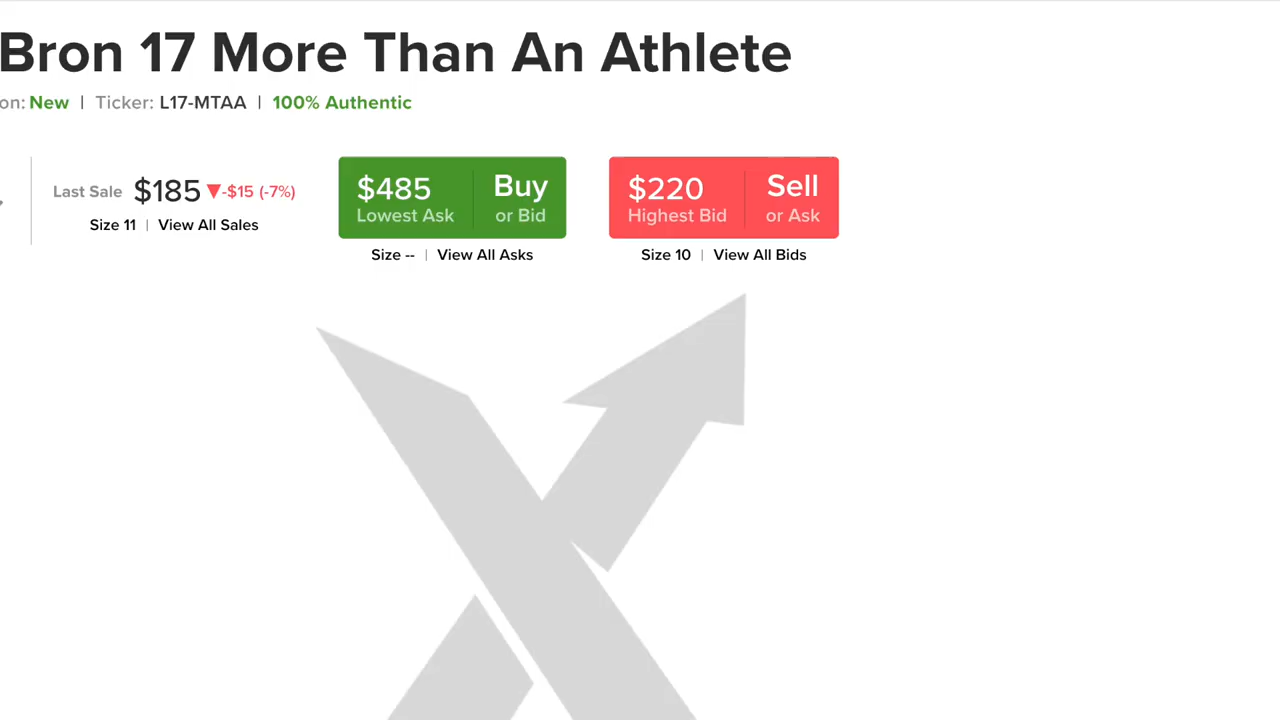 Bron 17 More Than An Athlete
on: New | Ticker: L17-MTAA | 100% Authentic
Last Sale $185 ▼-$15 (-7%)
Size 11 | View All Sales
$485 Buy
Lowest Ask or Bid
Size -- | View All Asks
$220 Sell
Highest Bid or Ask
Size 10 | View All Bids